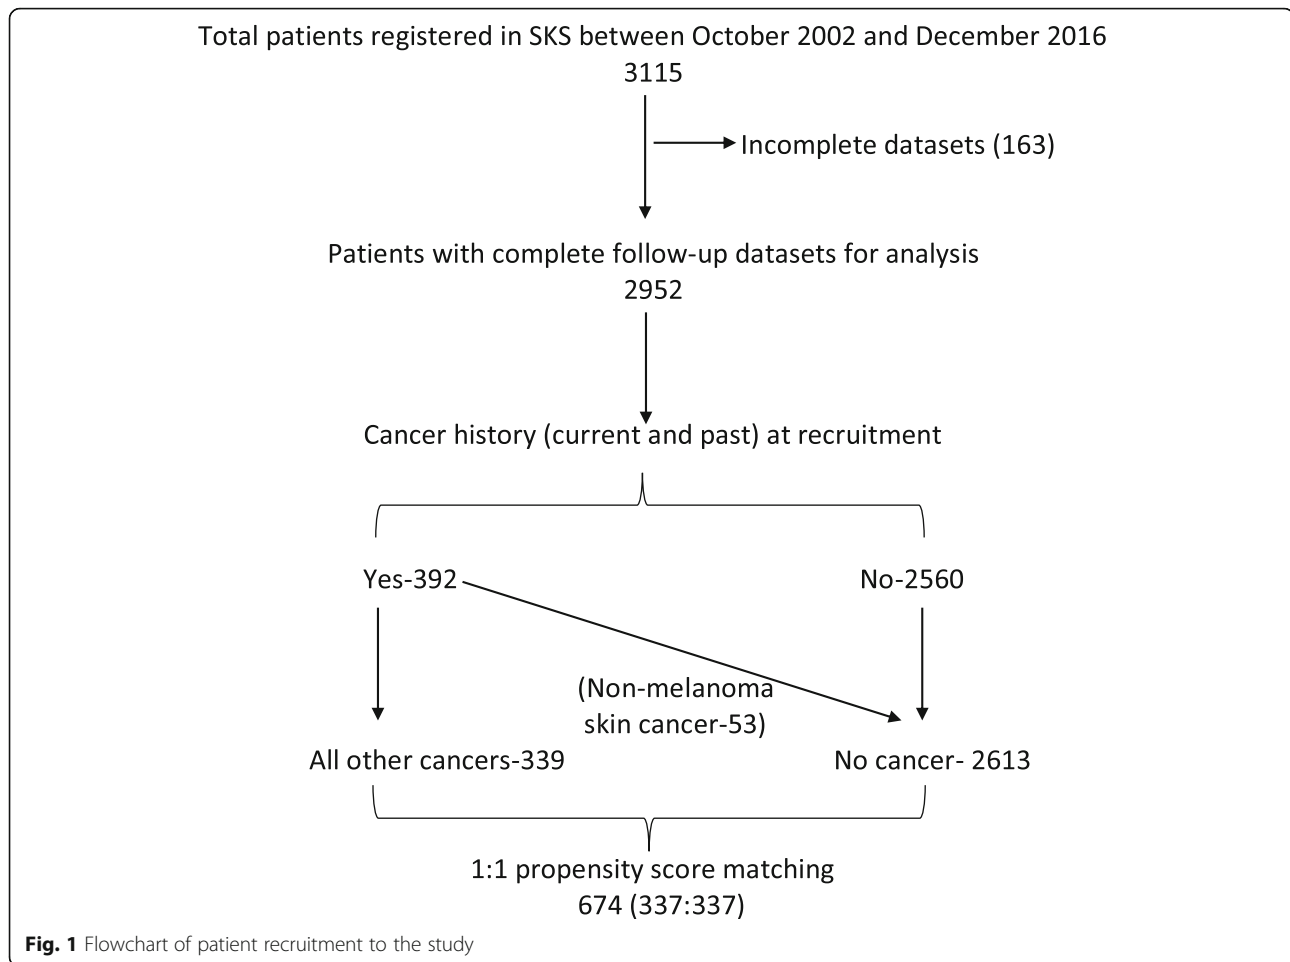 Total patients registered in SKS between October 2002 and December 2016
3115
Incomplete datasets (163)
Patients with complete follow-up datasets for analysis
2952
Cancer history (current and past) at recruitment
Yes-392
No-2560
(Non-melanoma
skin cancer-53)
All other cancers-339
No cancer- 2613
1:1 propensity score matching
674 (337:337)
Fig. 1 Flowchart of patient recruitment to the study